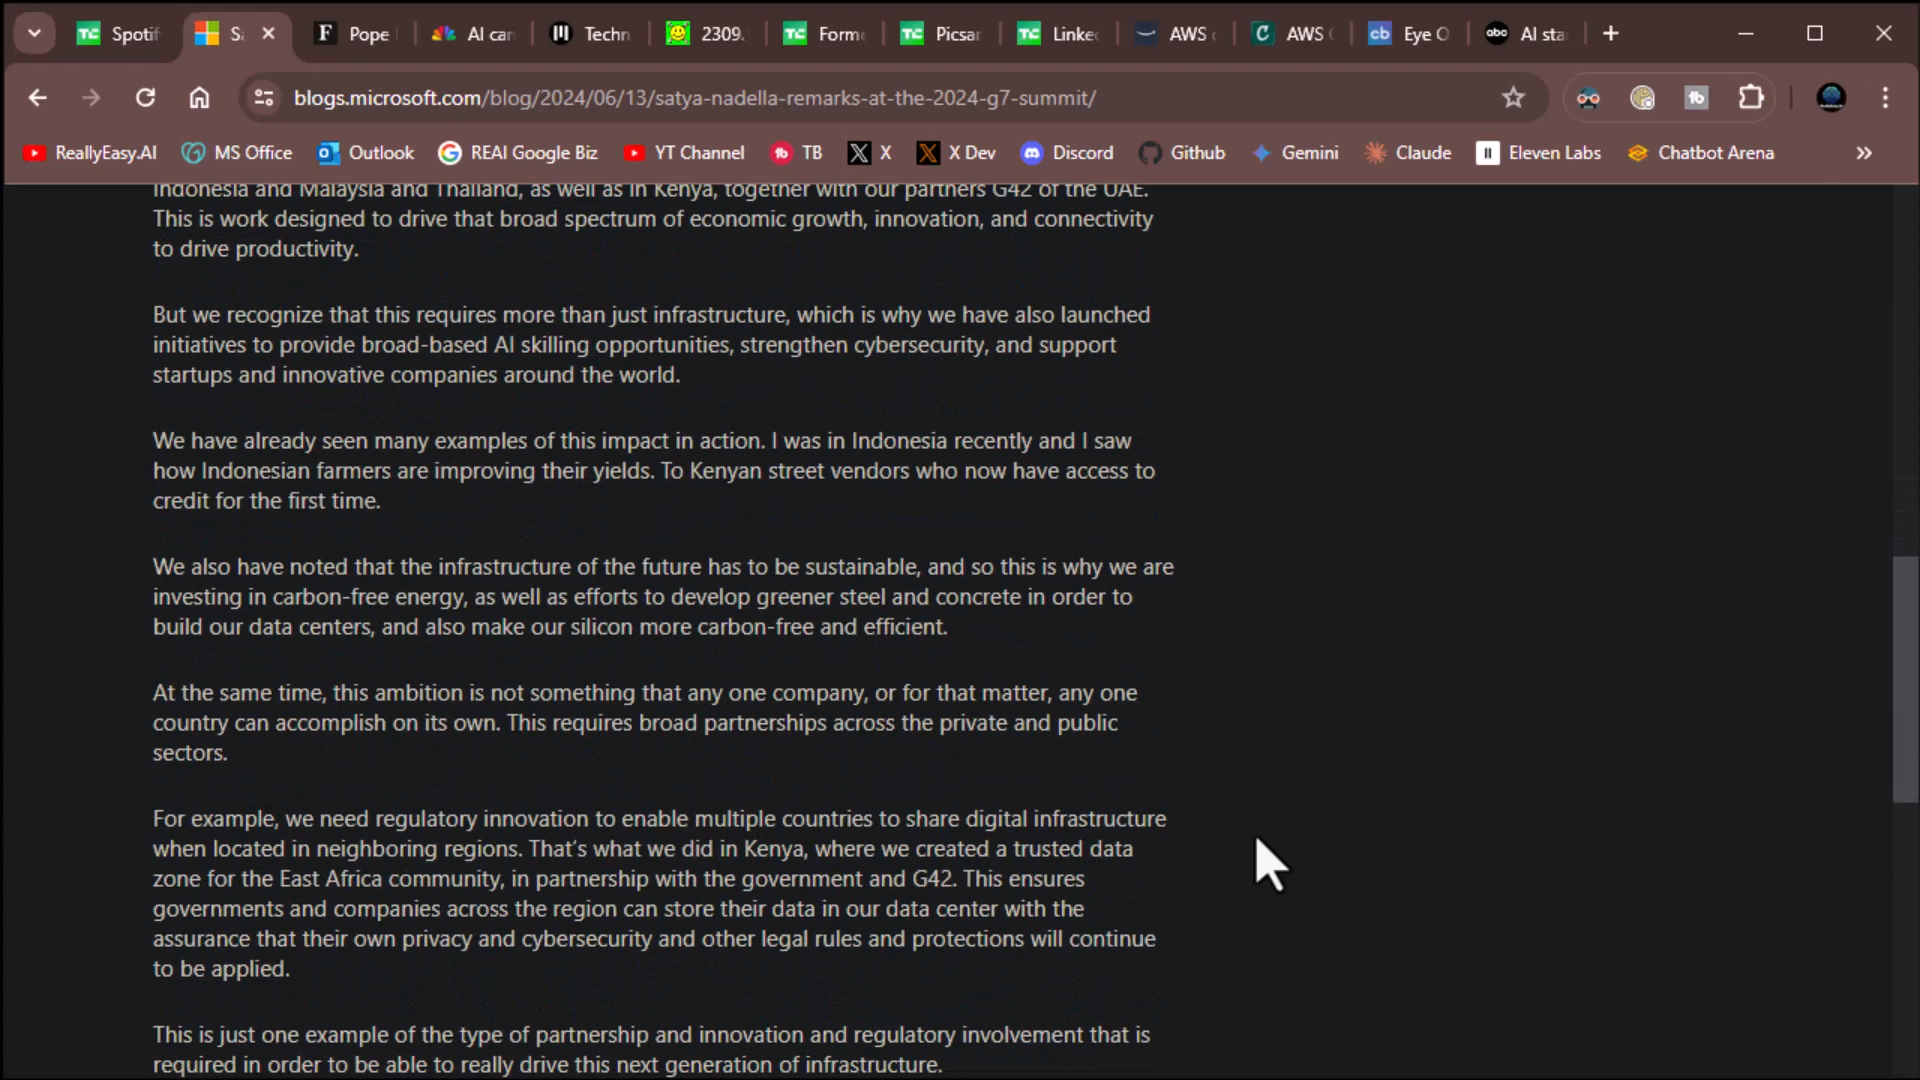 Spotif
Sa
Pope
AI can
Techn
2309.
Forme
Picsar
Linked
AWS
AWS
Eye O
AI sta
blogs.microsoft.com/blog/2024/06/13/satya-nadella-remarks-at-the-2024-g7-summit/
ReallyEasy.AI MS Office Outlook REAI Google Biz YT Channel TB X X Dev Discord Github Gemini Claude Eleven Labs Chatbot Arena
Indonesia and Malaysia and Thailand, as well as in Kenya, together with our partners G42 of the UAE.
This is work designed to drive that broad spectrum of economic growth, innovation, and connectivity
to drive productivity.
But we recognize that this requires more than just infrastructure, which is why we have also launched
initiatives to provide broad-based AI skilling opportunities, strengthen cybersecurity, and support
startups and innovative companies around the world.
We have already seen many examples of this impact in action. I was in Indonesia recently and I saw
how Indonesian farmers are improving their yields. To Kenyan street vendors who now have access to
credit for the first time.
We also have noted that the infrastructure of the future has to be sustainable, and so this is why we are
investing in carbon-free energy, as well as efforts to develop greener steel and concrete in order to
build our data centers, and also make our silicon more carbon-free and efficient.
At the same time, this ambition is not something that any one company, or for that matter, any one
country can accomplish on its own. This requires broad partnerships across the private and public
sectors.
For example, we need regulatory innovation to enable multiple countries to share digital infrastructure
when located in neighboring regions. That's what we did in Kenya, where we created a trusted data
zone for the East Africa community, in partnership with the government and G42. This ensures
governments and companies across the region can store their data in our data center with the
assurance that their own privacy and cybersecurity and other legal rules and protections will continue
to be applied.
This is just one example of the type of partnership and innovation and regulatory involvement that is
required in order to be able to really drive this next generation of infrastructure.